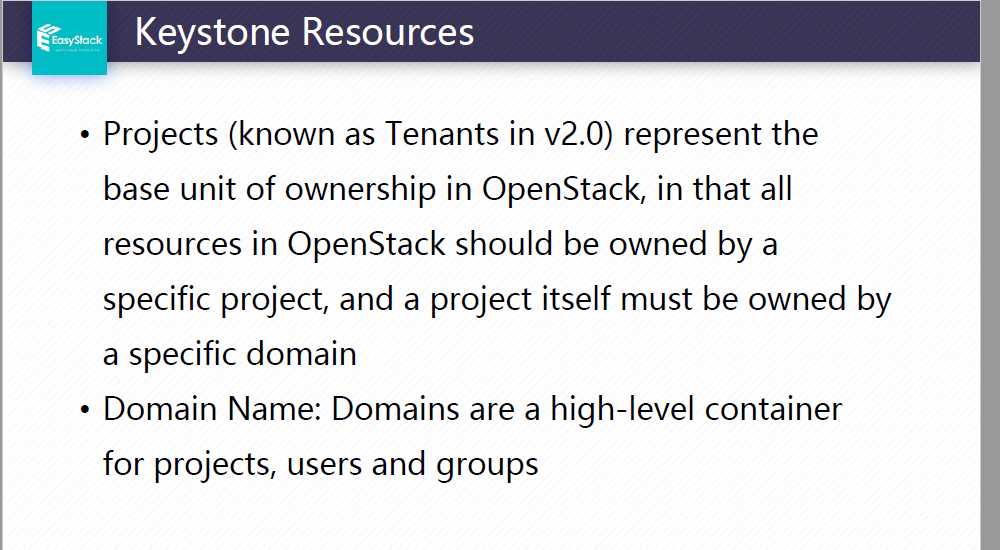 EasyStack
Keystone Resources
• Projects (known as Tenants in v2.0) represent the
base unit of ownership in OpenStack, in that all
resources in OpenStack should be owned by a
specific project, and a project itself must be owned by
a specific domain
• Domain Name: Domains are a high-level container
for projects, users and groups